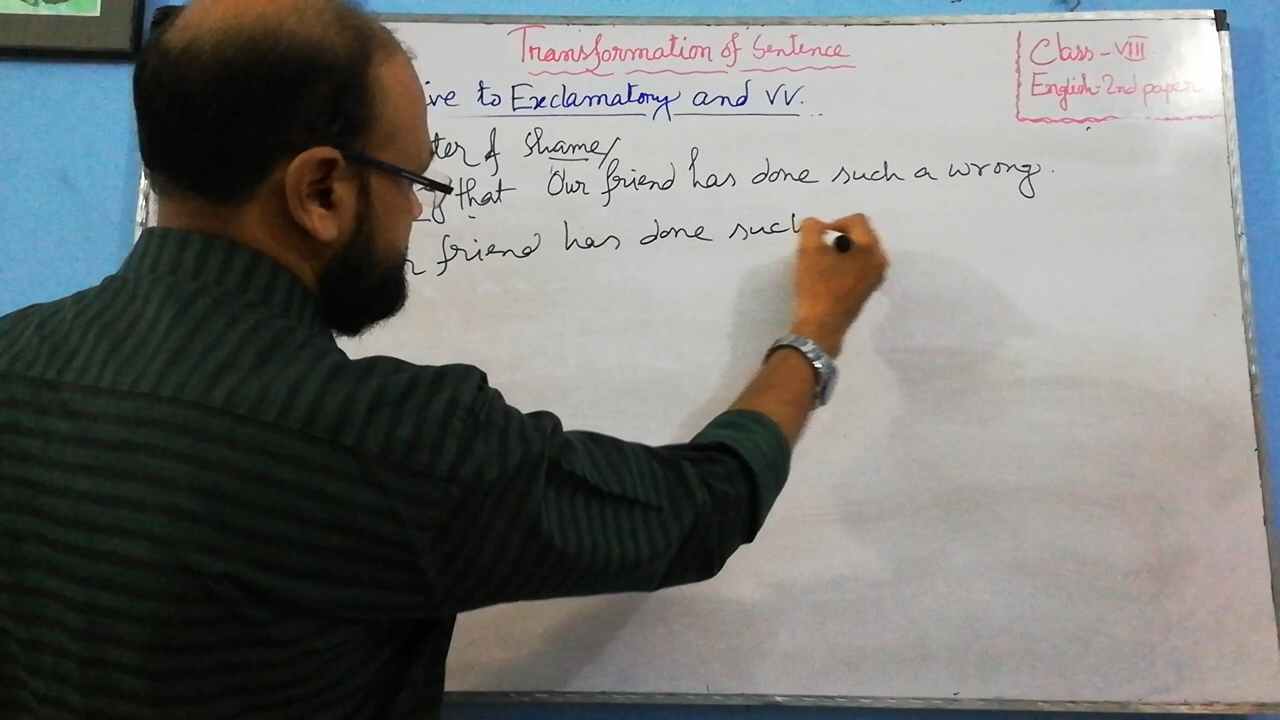 Transformation of Sentence
Class-VIII
English-2nd paper
ive to Exclamatory and VV.
ter of shame/
that Our friend has done such a wrong.
r friend has done such